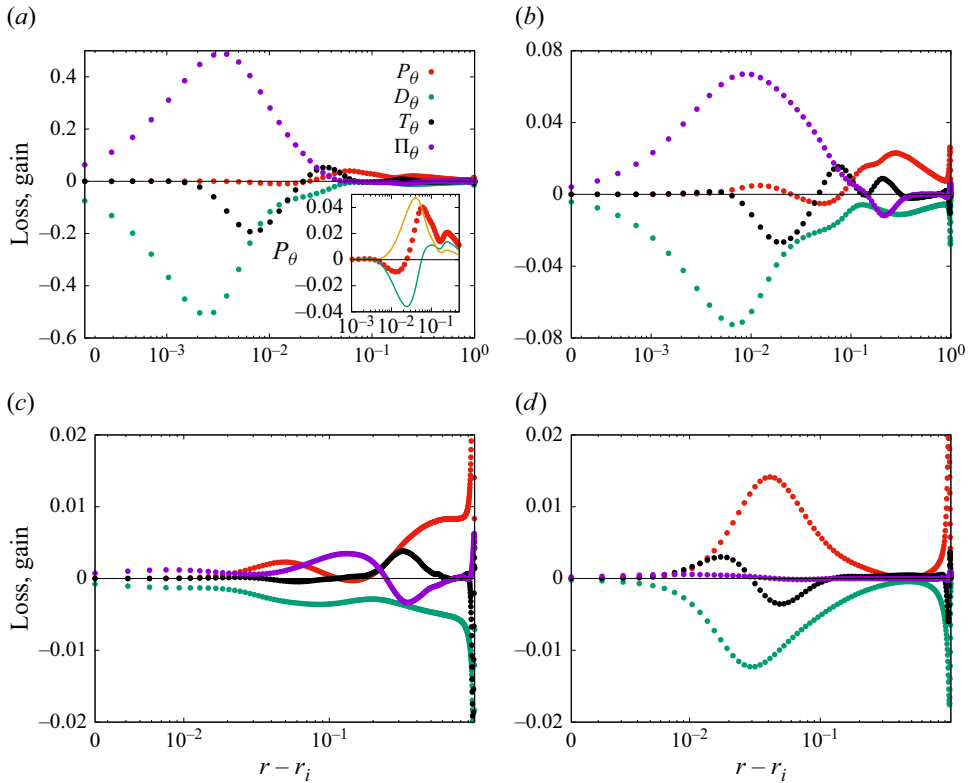 (a)
(b)
0.4
0.2
0
−0.2
−0.4
−0.6
Loss, gain
P_θ
D_θ
T_θ
Π_θ
P_θ
0.04
0.02
0
−0.02
−0.04
10^−3 10^−2 10^−1
0 10^−3 10^−2 10^−1 10^0
0.08
0.04
0
−0.04
−0.08
0 10^−3 10^−2 10^−1 10^0
(c)
(d)
0.02
0.01
0
−0.01
−0.02
Loss, gain
0 10^−2 10^−1
r − r_i
0.02
0.01
0
−0.01
−0.02
0 10^−2 10^−1
r − r_i